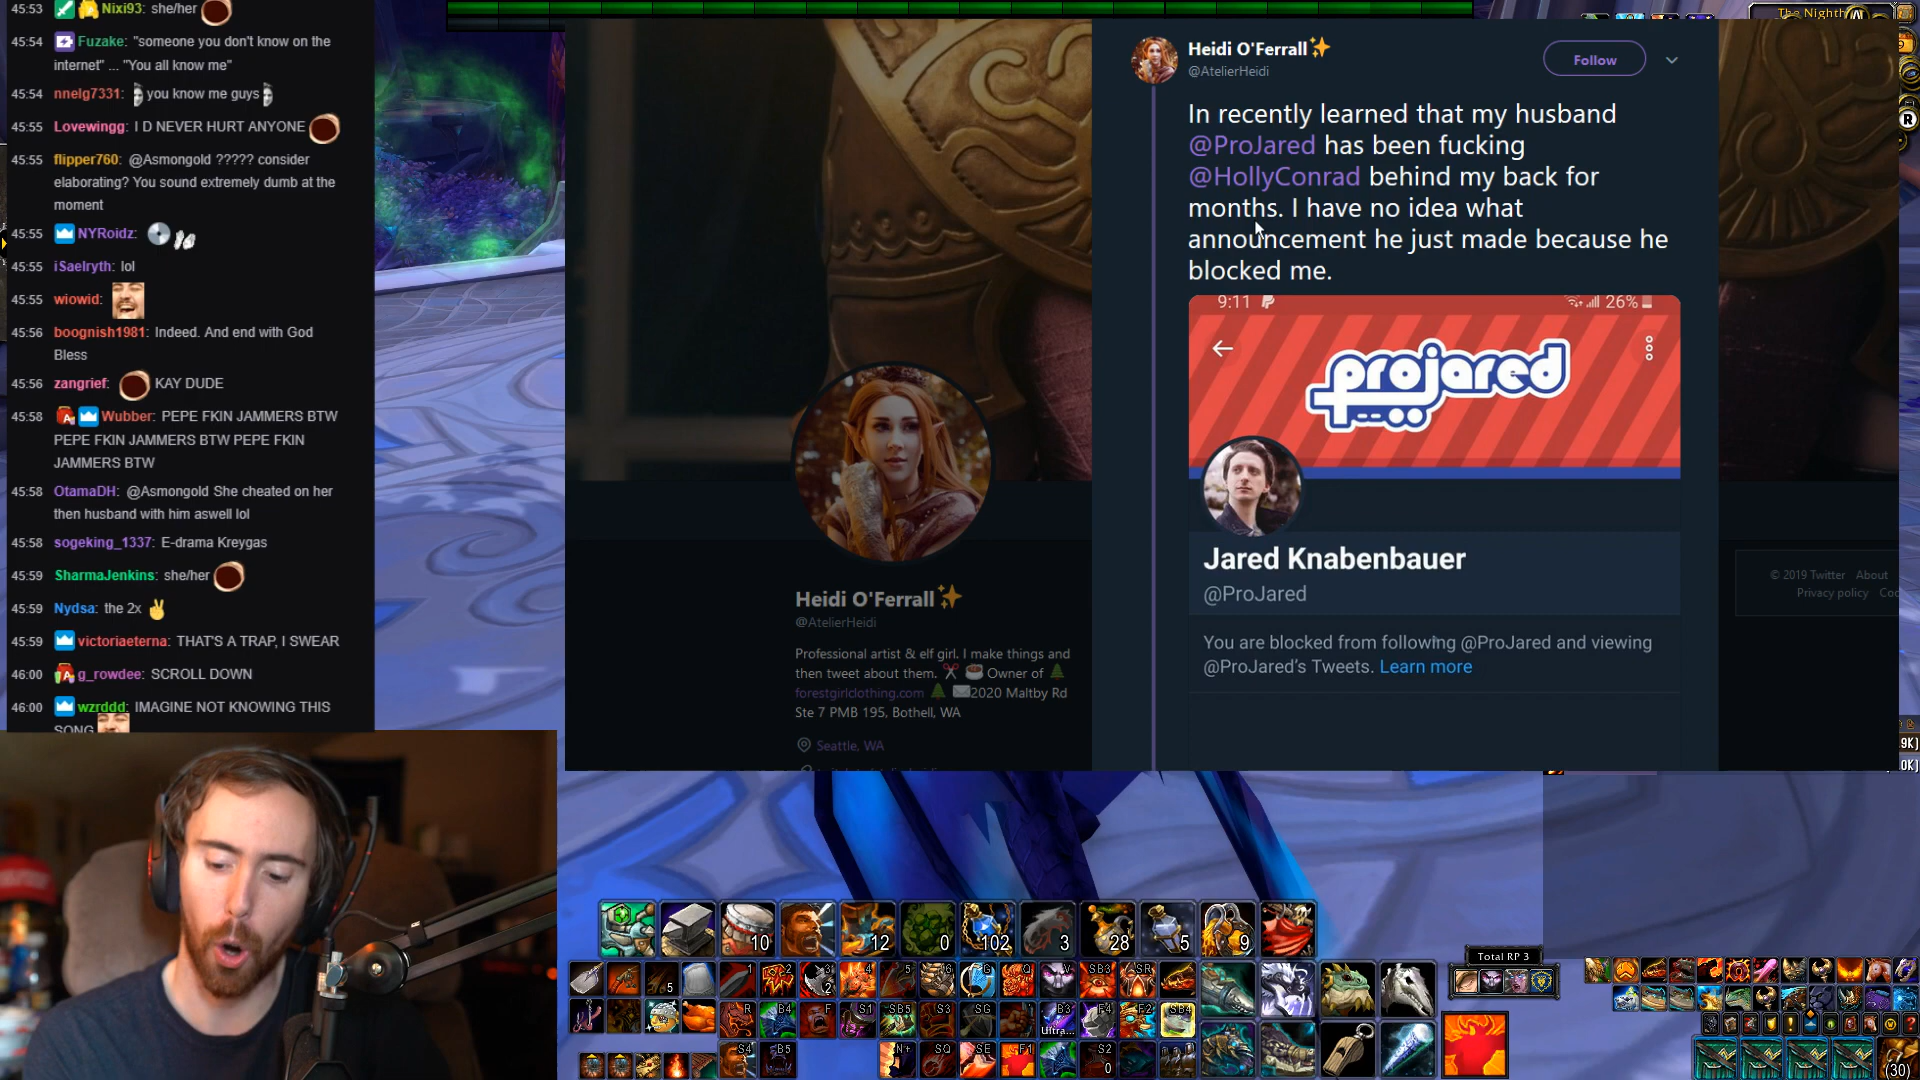 45:53 Nixi93: she/her
45:54 Fuzake: "someone you don't know on the
internet" ... "You all know me"
45:54 nnelg7331: you know me guys
45:55 Lovewingg: I D NEVER HURT ANYONE
45:55 flipper760: @Asmongold ????? consider
elaborating? You sound extremely dumb at the
moment
45:55 NYRoidz:
45:55 iSaelryth: lol
45:55 wiowid:
45:56 boognish1981: Indeed. And end with God
Bless
45:56 zangrief: KAY DUDE
45:58 Wubber: PEPE FKIN JAMMERS BTW
PEPE FKIN JAMMERS BTW PEPE FKIN
JAMMERS BTW
45:58 OtamaDH: @Asmongold She cheated on her
then husband with him aswell lol
45:58 sogeking_1337: E-drama Kreygas
45:59 SharmaJenkins: she/her
45:59 Nydsa: the 2x
45:59 victoriaeterna: THAT'S A TRAP, I SWEAR
46:00 g_rowdee: SCROLL DOWN
46:00 wzrddd: IMAGINE NOT KNOWING THIS
SONG
Heidi O'Ferrall
@AtelierHeidi
Professional artist & elf girl. I make things and
then tweet about them. Owner of
forestgirlclothing.com 2020 Maltby Rd
Ste 7 PMB 195, Bothell, WA
Seattle, WA
Heidi O'Ferrall
@AtelierHeidi
Follow
In recently learned that my husband
@ProJared has been fucking
@HollyConrad behind my back for
months. I have no idea what
announcement he just made because he
blocked me.
9:11 26%
projared
Jared Knabenbauer
@ProJared
You are blocked from following @ProJared and viewing
@ProJared's Tweets. Learn more
© 2019 Twitter About
Privacy policy
The Nighth
R
9K]
0K]
10 12 0 102 3 28 5 9
Total RP 3
(30)